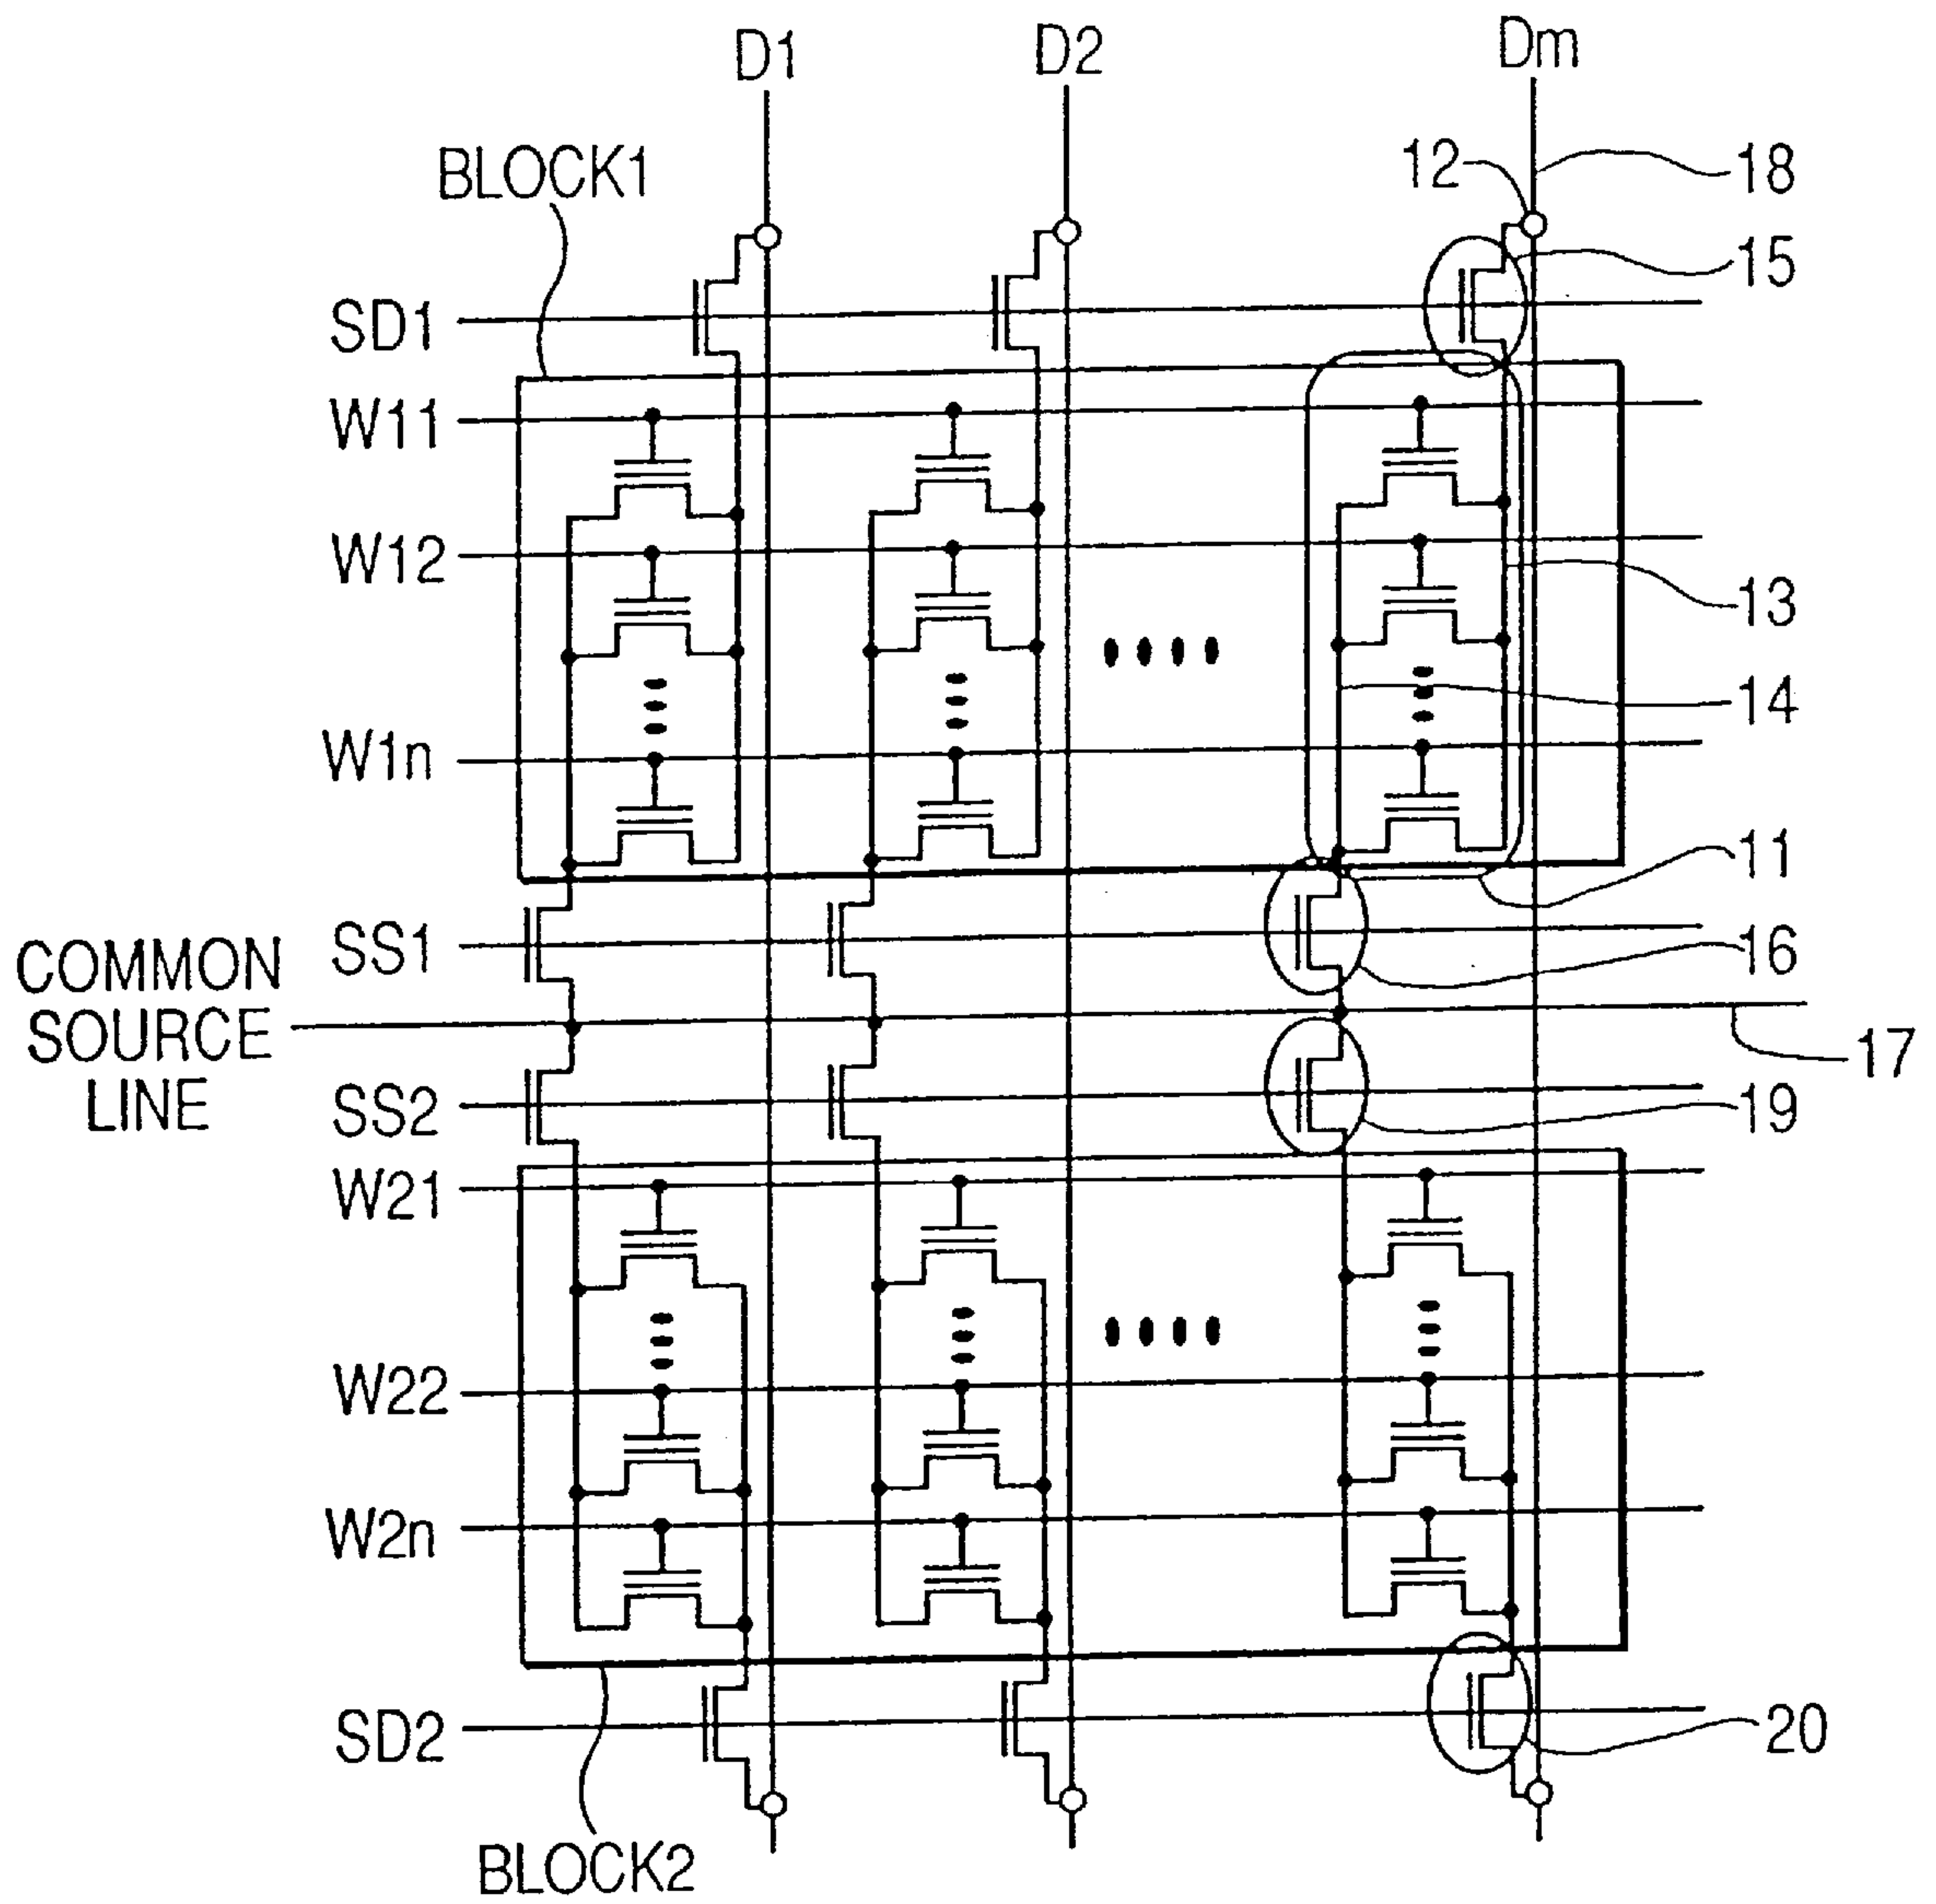 D1
D2
Dm
BLOCK1
12
18
15
SD1
W11
W12
13
14
W1n
11
SS1
16
COMMON
SOURCE
LINE
17
SS2
19
W21
W22
W2n
SD2
20
BLOCK2